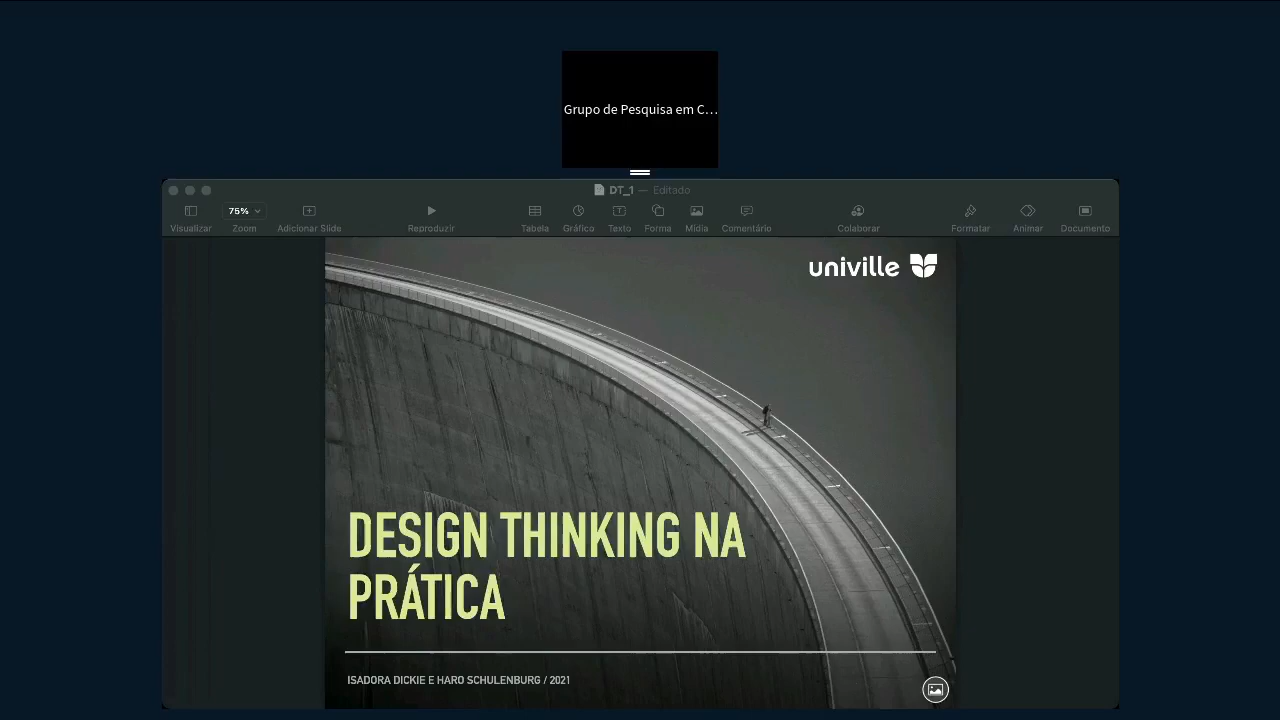 Grupo de Pesquisa em C...
DT_1 — Editado
75%
Visualizar Zoom Adicionar Slide Reproduzir Tabela Gráfico Texto Forma Mídia Comentário Colaborar Formatar Animar Documento
univille
DESIGN THINKING NA
PRÁTICA
ISADORA DICKIE E HARO SCHULENBURG / 2021